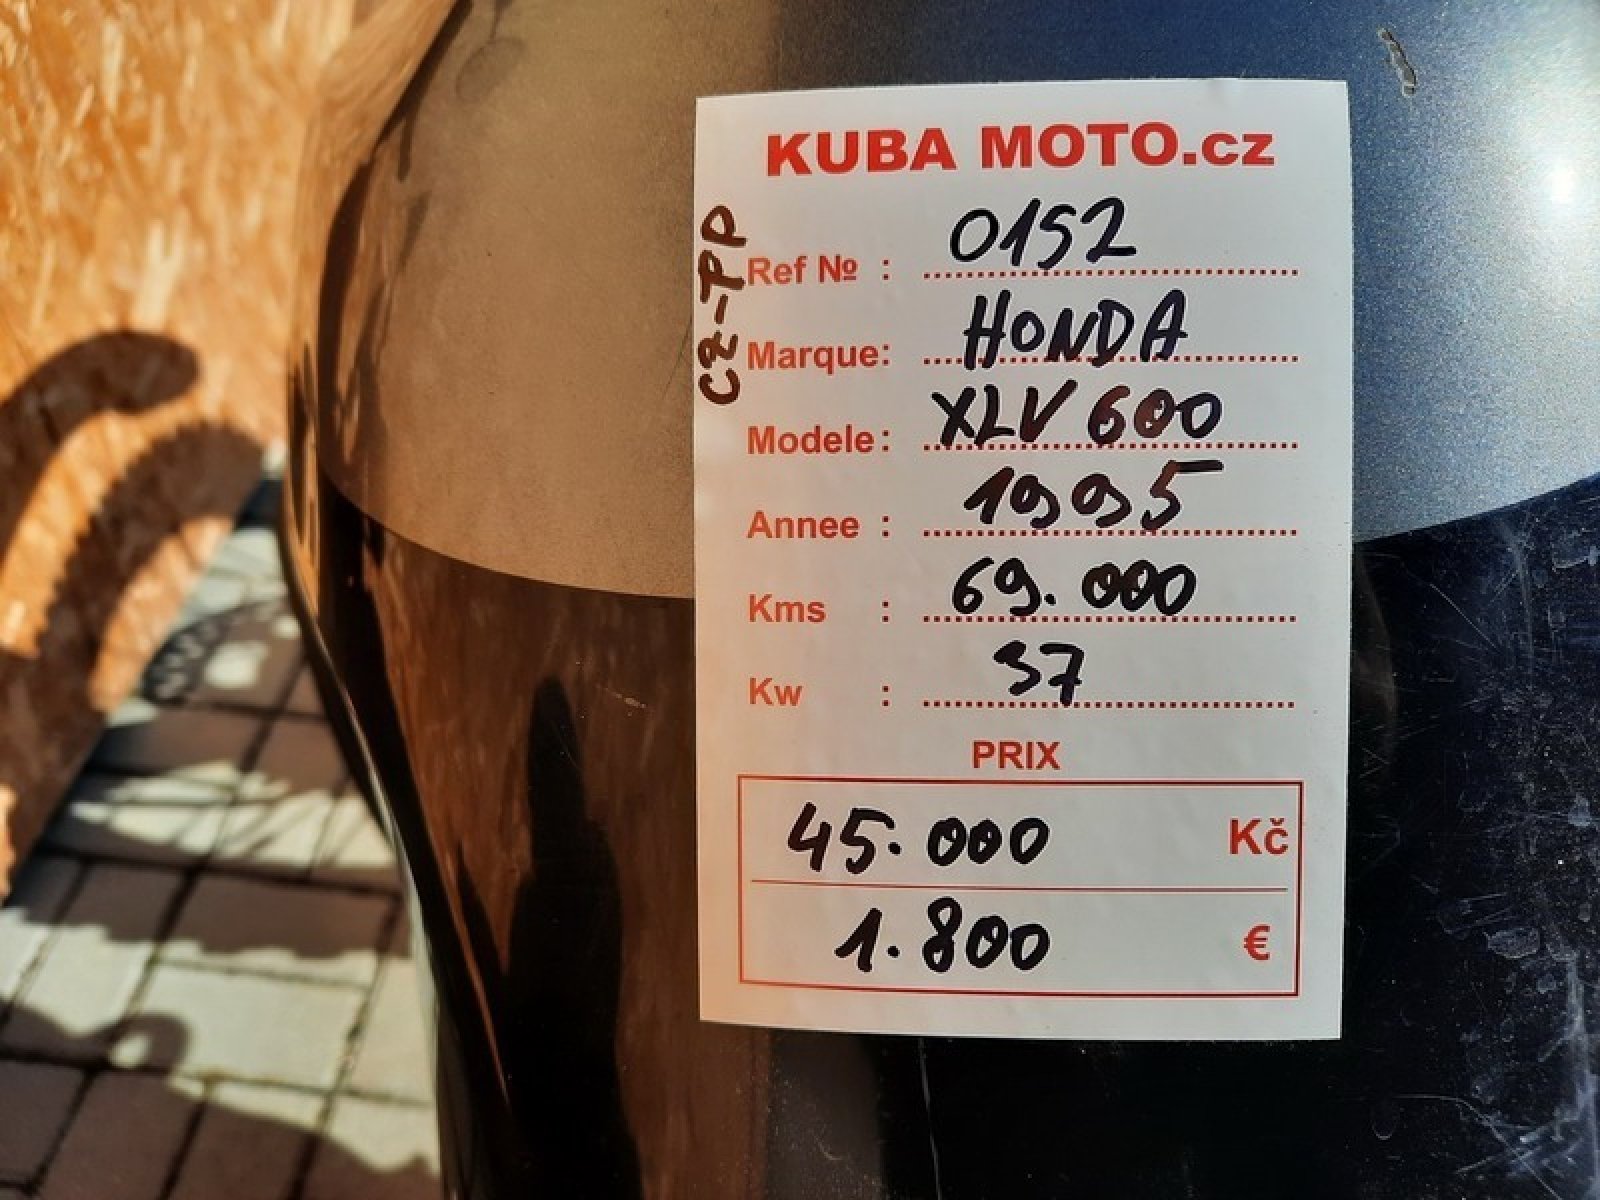 KUBA MOTO.cz
CZ-TP
Ref № : 0152
Marque: HONDA
Modele: XLV 600
Annee : 1995
Kms : 69.000
Kw : 37
PRIX
45.000 Kč
1.800 €